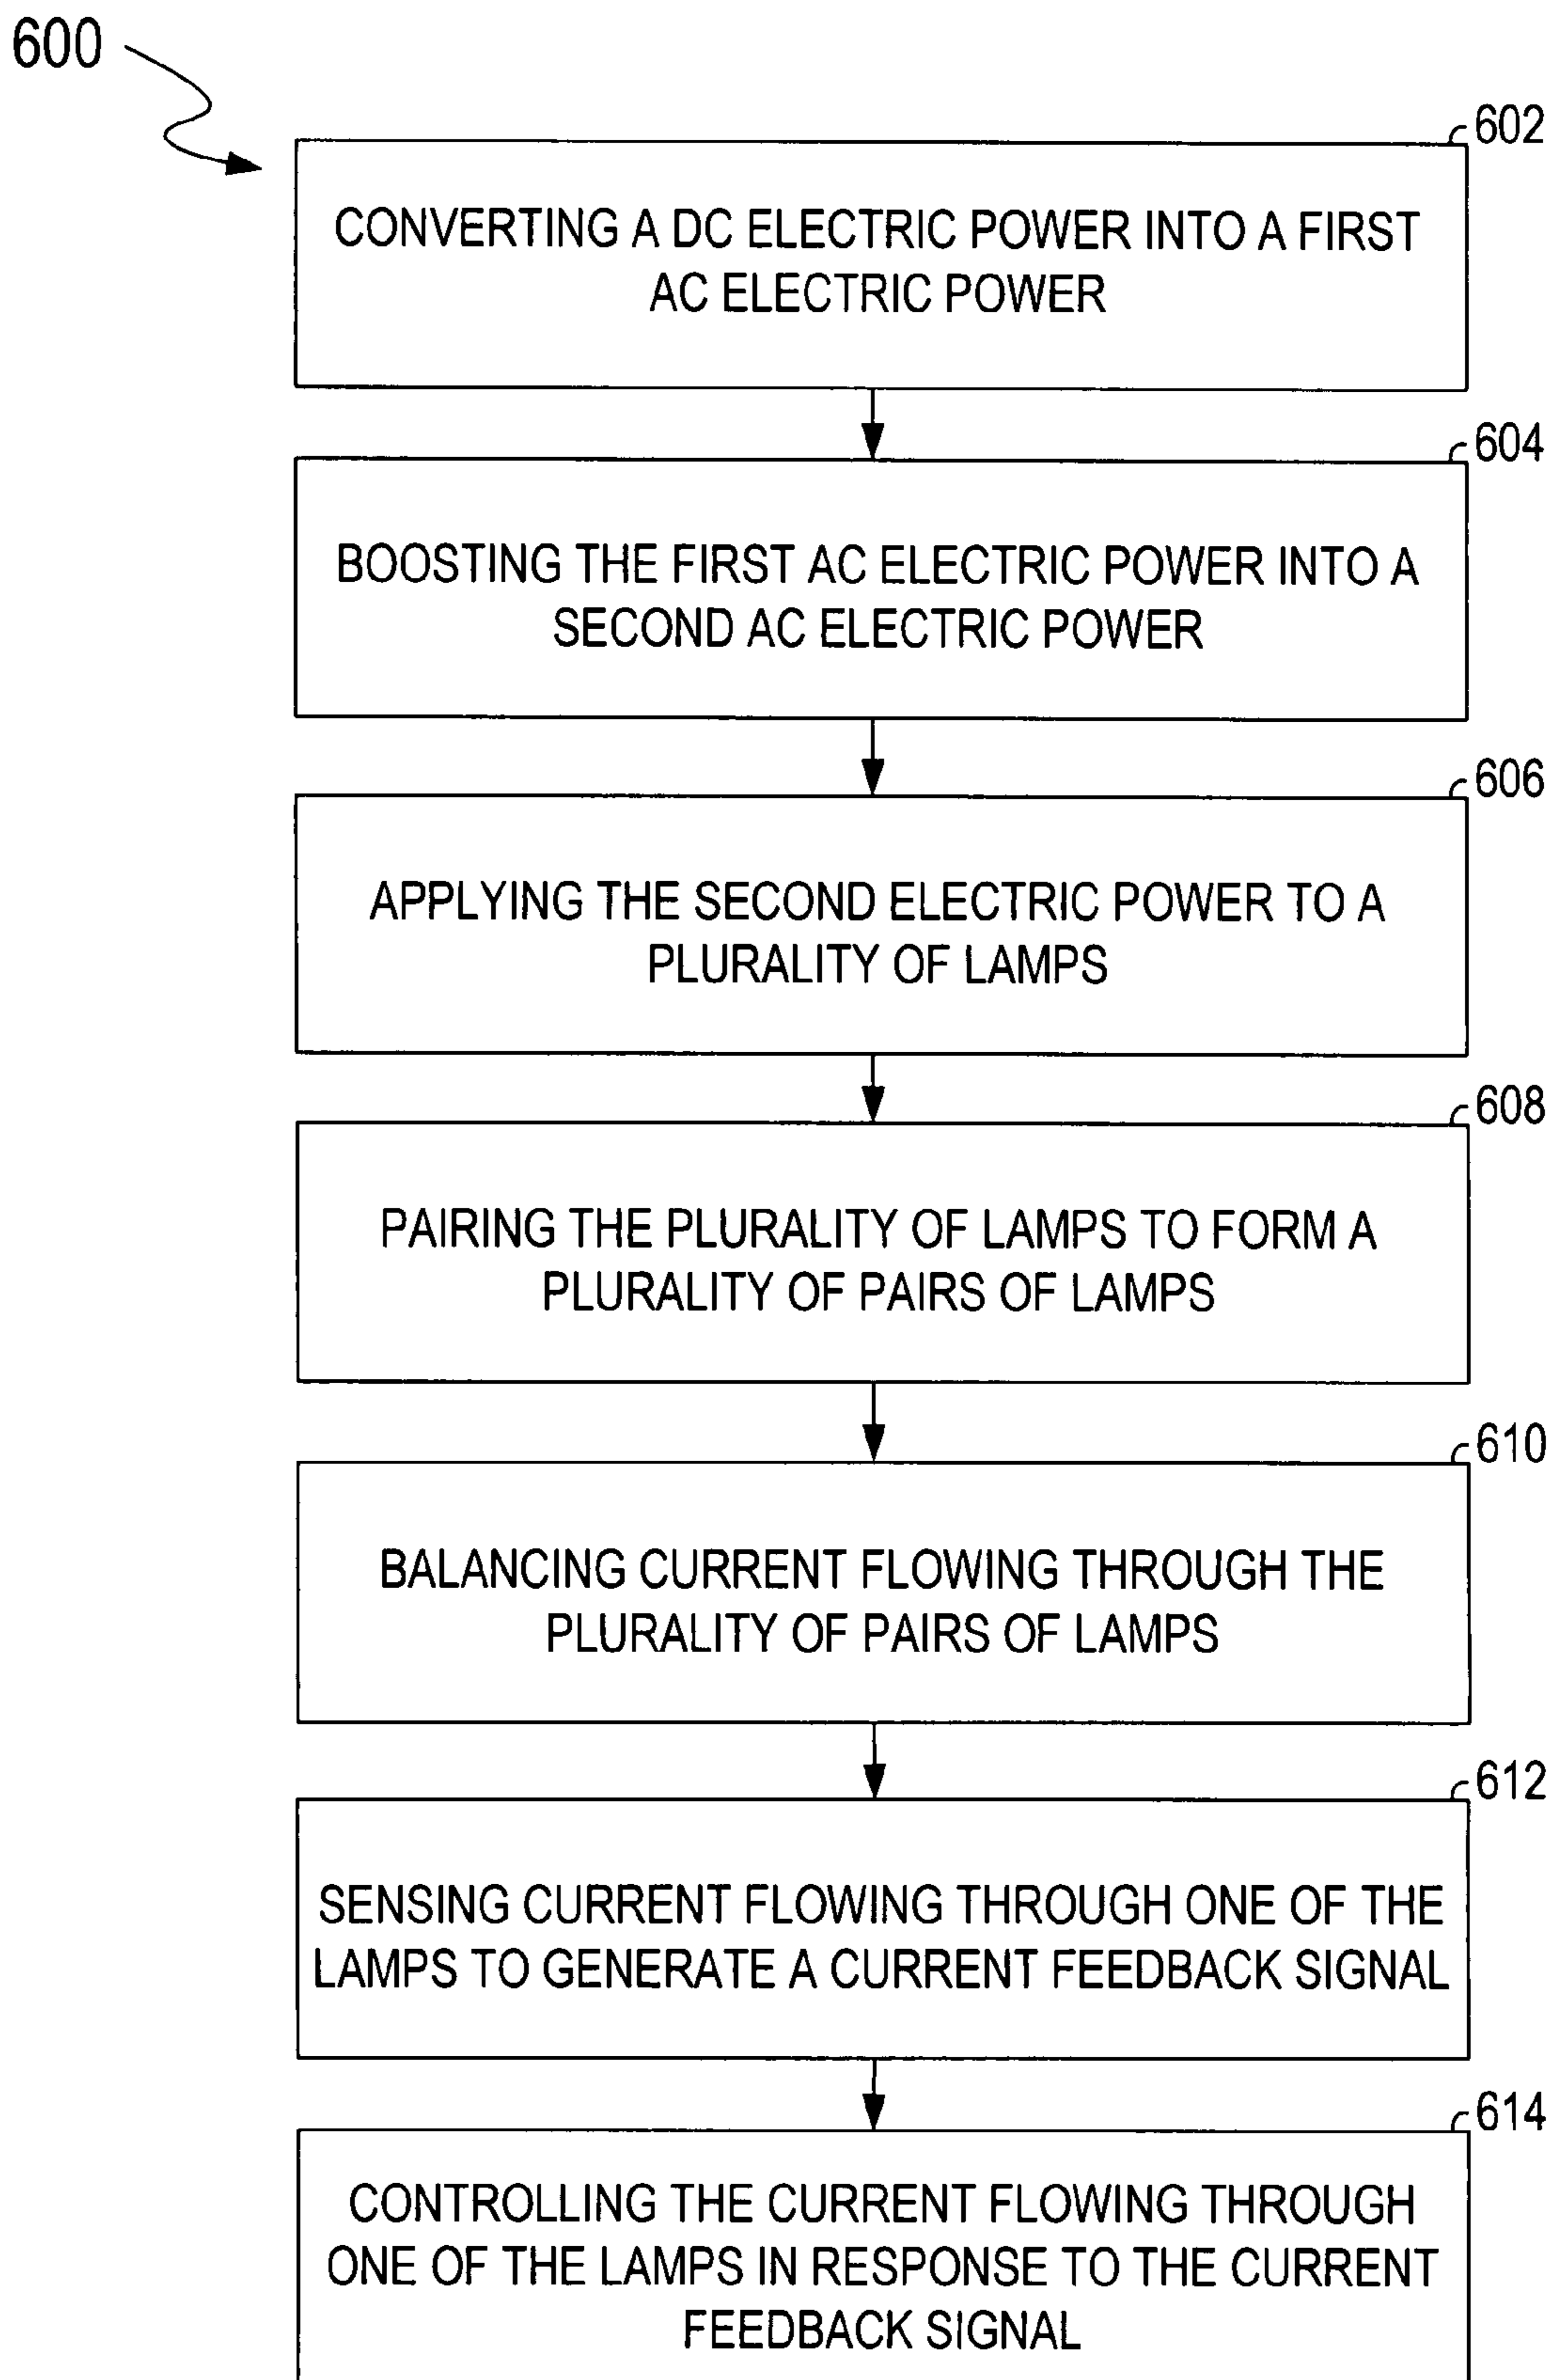 600
602
CONVERTING A DC ELECTRIC POWER INTO A FIRST
AC ELECTRIC POWER
604
BOOSTING THE FIRST AC ELECTRIC POWER INTO A
SECOND AC ELECTRIC POWER
606
APPLYING THE SECOND ELECTRIC POWER TO A
PLURALITY OF LAMPS
608
PAIRING THE PLURALITY OF LAMPS TO FORM A
PLURALITY OF PAIRS OF LAMPS
610
BALANCING CURRENT FLOWING THROUGH THE
PLURALITY OF PAIRS OF LAMPS
612
SENSING CURRENT FLOWING THROUGH ONE OF THE
LAMPS TO GENERATE A CURRENT FEEDBACK SIGNAL
614
CONTROLLING THE CURRENT FLOWING THROUGH
ONE OF THE LAMPS IN RESPONSE TO THE CURRENT
FEEDBACK SIGNAL